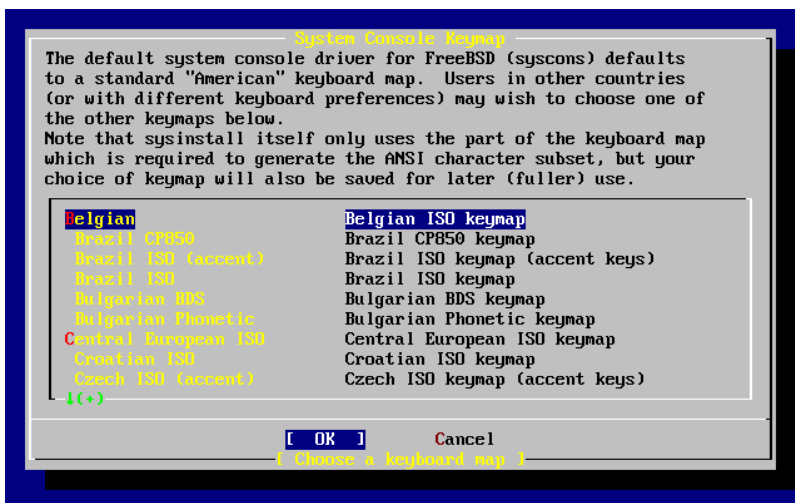 System Console Keymap
The default system console driver for FreeBSD (syscons) defaults
to a standard "American" keyboard map.  Users in other countries
(or with different keyboard preferences) may wish to choose one of
the other keymaps below.
Note that sysinstall itself only uses the part of the keyboard map
which is required to generate the ANSI character subset, but your
choice of keymap will also be saved for later (fuller) use.
Belgian Belgian ISO keymap
Brazil CP850 Brazil CP850 keymap
Brazil ISO (accent) Brazil ISO keymap (accent keys)
Brazil ISO Brazil ISO keymap
Bulgarian BDS Bulgarian BDS keymap
Bulgarian Phonetic Bulgarian Phonetic keymap
Central European ISO Central European ISO keymap
Croatian ISO Croatian ISO keymap
Czech ISO (accent) Czech ISO keymap (accent keys)
↓(+)
[ OK ] Cancel
[ Choose a keyboard map ]